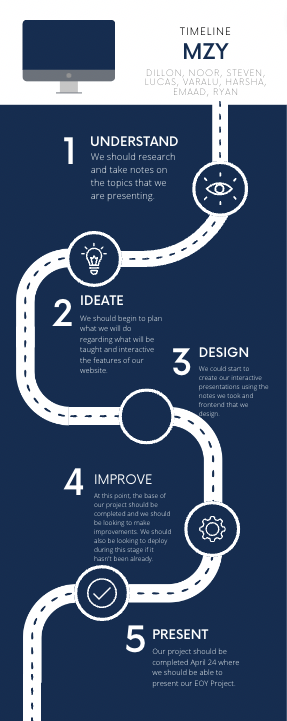 TIMELINE
MZY
DILLON, NOOR, STEVEN,
LUCAS, VARALU, HARSHA,
EMAAD, RYAN
1
UNDERSTAND
We should research
and take notes on
the topics that we
are presenting.
2
IDEATE
We should begin to plan
what we will do
regarding what will be
taught and interactive
the features of our
website.
3
DESIGN
We could start to
create our interactive
presentations using the
notes we took and
frontend that we
design.
4
IMPROVE
At this point, the base of
our project should be
completed and we should
be looking to make
improvements. We should
also be looking to deploy
during this stage if it
hasn't been already.
5
PRESENT
Our project should be
completed April 24 where
we should be able to
present our EOY Project.